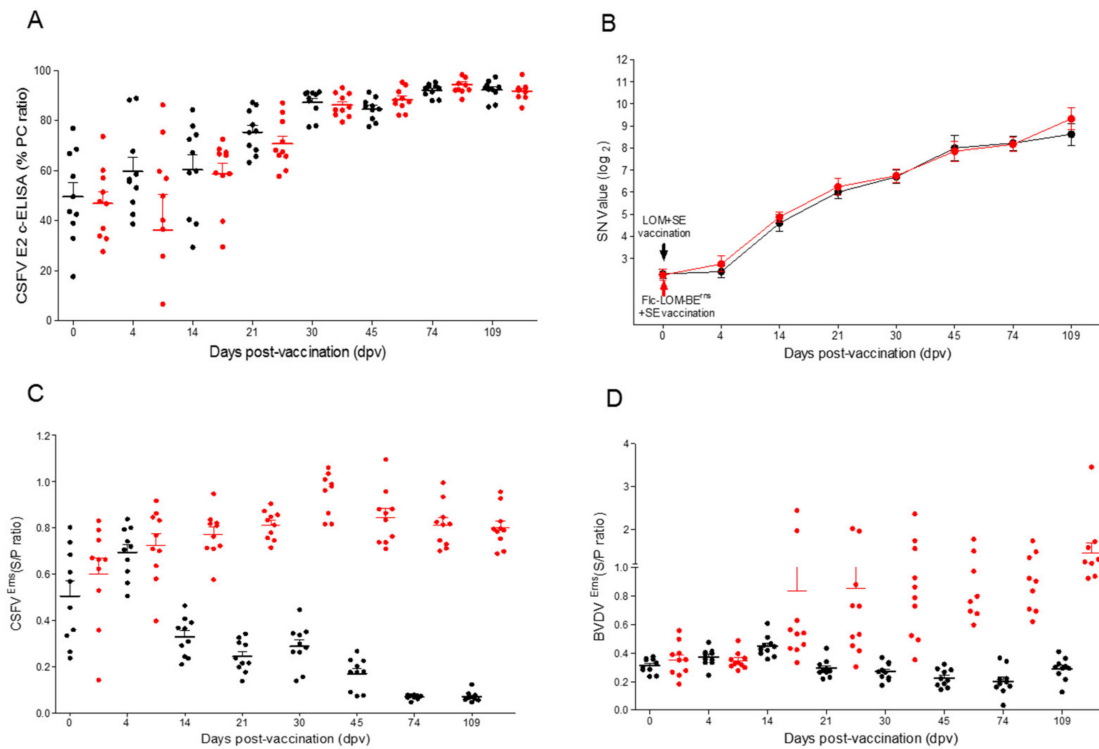 A
CSFV E2 c-ELISA (% PC ratio)
100
80
60
40
20
0
0 4 14 21 30 45 74 109
Days post-vaccination (dpv)
B
SN Value (log 2)
12
11
10
9
8
7
6
5
4
3
LOM+SE
vaccination
Flc-LOM-BErns
+SE vaccination
0 4 14 21 30 45 74 109
Days post-vaccination (dpv)
C
CSFV Erns(S/P ratio)
1.2
1.0
0.8
0.6
0.4
0.2
0.0
0 4 14 21 30 45 74 109
Days post-vaccination (dpv)
D
BVDV Erns(S/P ratio)
4
3
2
1.0
0.8
0.6
0.4
0.2
0.0
0 4 14 21 30 45 74 109
Days post-vaccination (dpv)